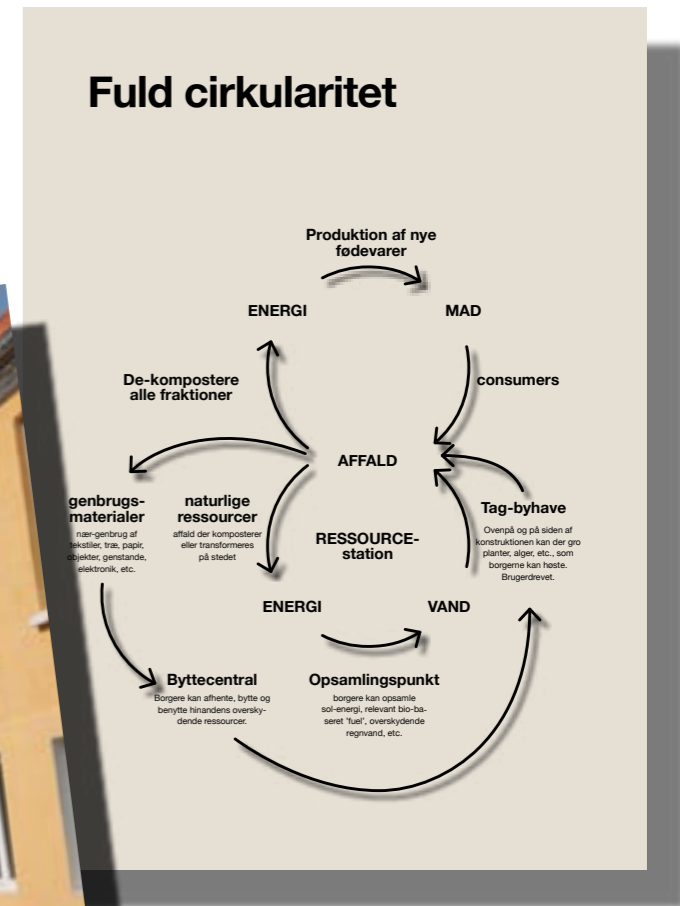 Fuld cirkularitet
Produktion af nye
fødevarer
ENERGI
MAD
De-kompostere
alle fraktioner
consumers
AFFALD
genbrugs-
materialer
nær-genbrug af
tekstiler, træ, papir,
objekter, genstande,
elektronik, etc.
naturlige
ressourcer
affald der komposterer
eller transformeres
på stedet
RESSOURCE-
station
Tag-byhave
Ovenpå og på siden af
konstruktionen kan der gro
planter, alger, etc., som
borgerne kan høste.
Brugerdrevet.
ENERGI
VAND
Byttecentral
Borgere kan afhente, bytte og
benytte hinandens oversky-
dende ressourcer.
Opsamlingspunkt
borgere kan opsamle
sol-energi, relevant bio-ba-
seret 'fuel', overskydende
regnvand, etc.